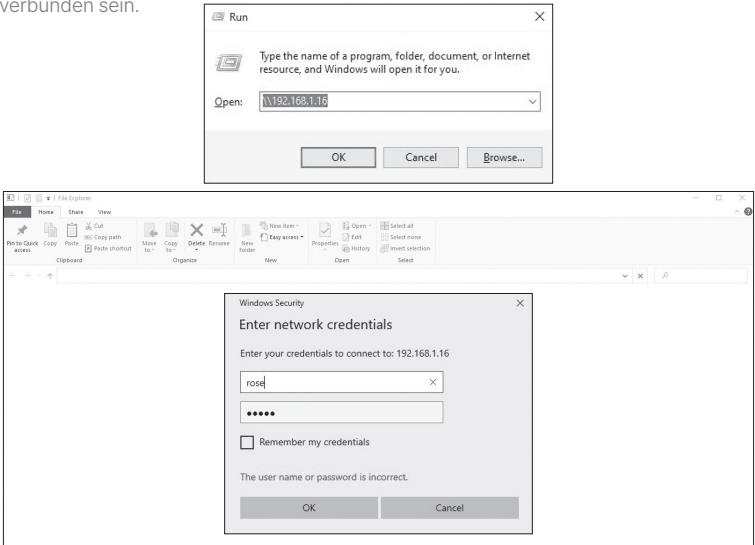 verbunden sein.
Run
Type the name of a program, folder, document, or Internet
resource, and Windows will open it for you.
Open:
\\192.168.1.16
OK Cancel Browse...
File Explorer
File Home Share View
Pin to Quick access
Copy
Paste
Cut
Copy path
Paste shortcut
Clipboard
Move to
Copy to
Delete
Rename
Organize
New folder
New item
Easy access
New
Properties
Open
Edit
History
Open
Select all
Select none
Invert selection
Select
Windows Security
Enter network credentials
Enter your credentials to connect to: 192.168.1.16
rose
Remember my credentials
The user name or password is incorrect.
OK Cancel